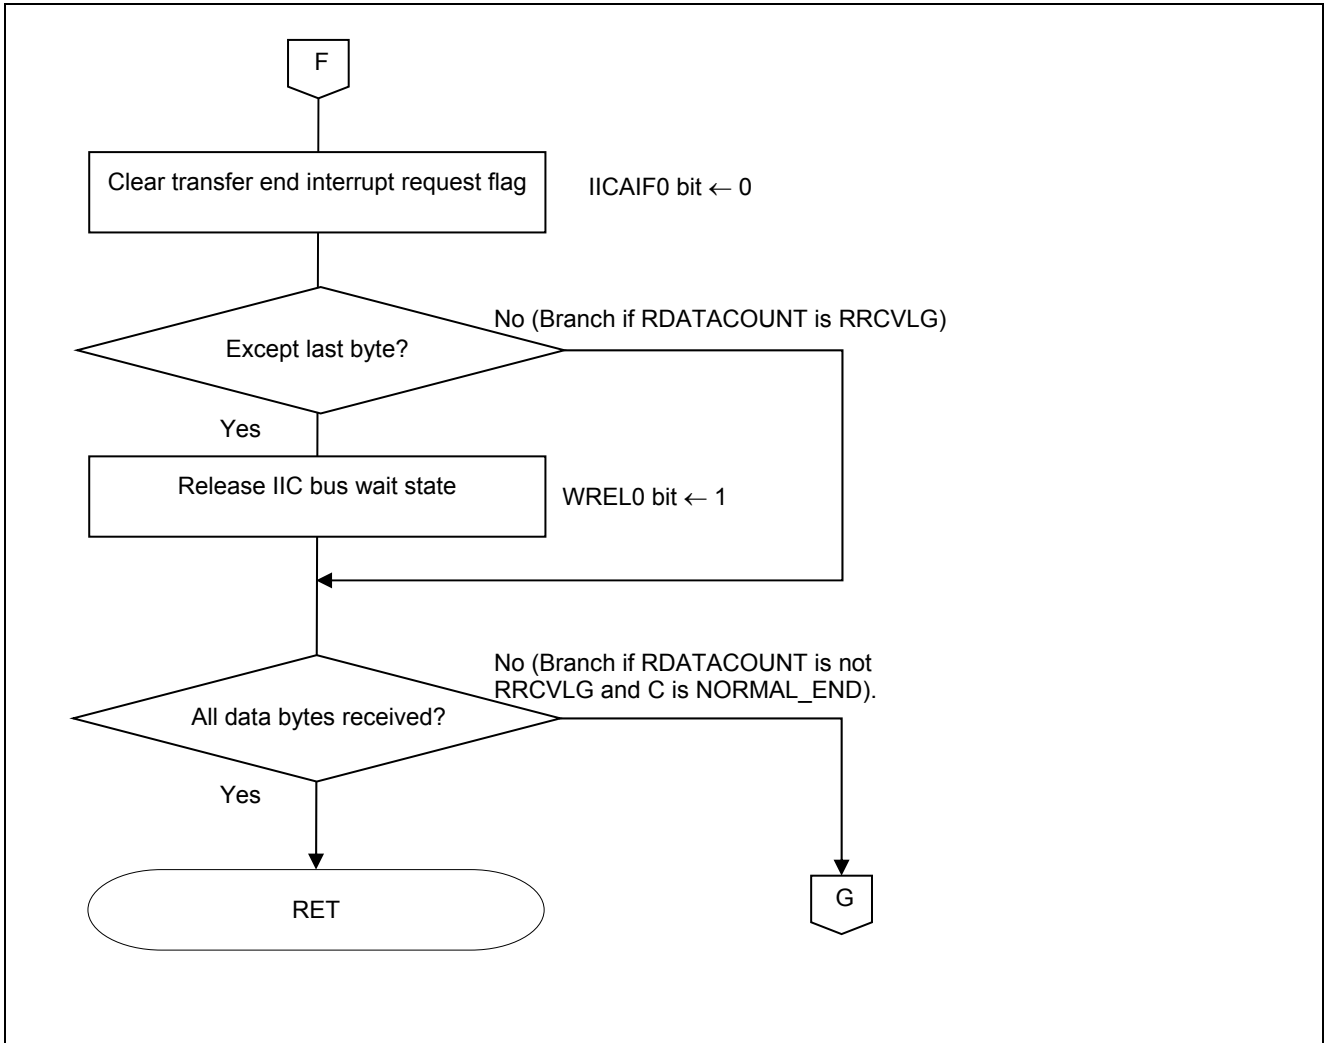 F
Clear transfer end interrupt request flag
IICAIF0 bit ← 0
No (Branch if RDATACOUNT is RRCVLG)
Except last byte?
Yes
Release IIC bus wait state
WREL0 bit ← 1
No (Branch if RDATACOUNT is not
RRCVLG and C is NORMAL_END).
All data bytes received?
Yes
RET
G